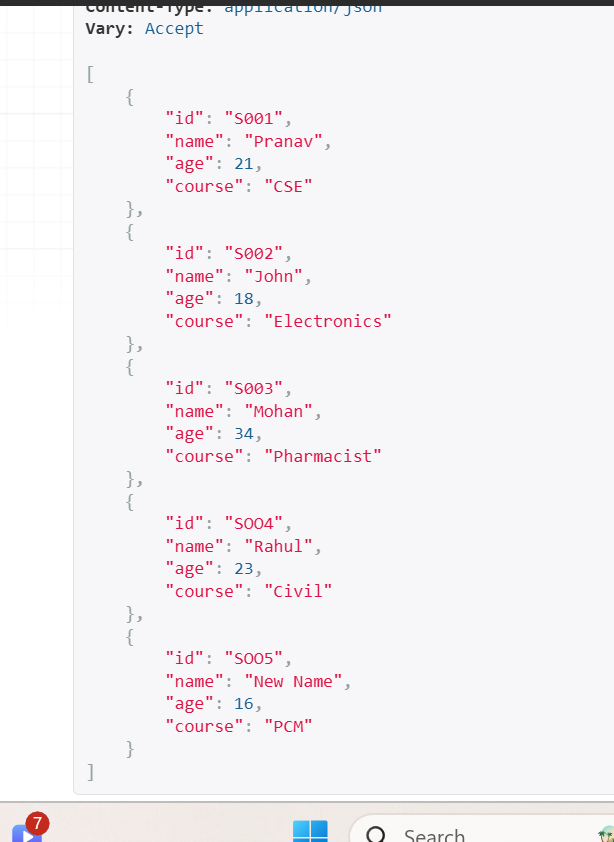 Content-Type: application/json
Vary: Accept
[
{
"id": "S001",
"name": "Pranav",
"age": 21,
"course": "CSE"
},
{
"id": "S002",
"name": "John",
"age": 18,
"course": "Electronics"
},
{
"id": "S003",
"name": "Mohan",
"age": 34,
"course": "Pharmacist"
},
{
"id": "SOO4",
"name": "Rahul",
"age": 23,
"course": "Civil"
},
{
"id": "SOO5",
"name": "New Name",
"age": 16,
"course": "PCM"
}
]
7
Search